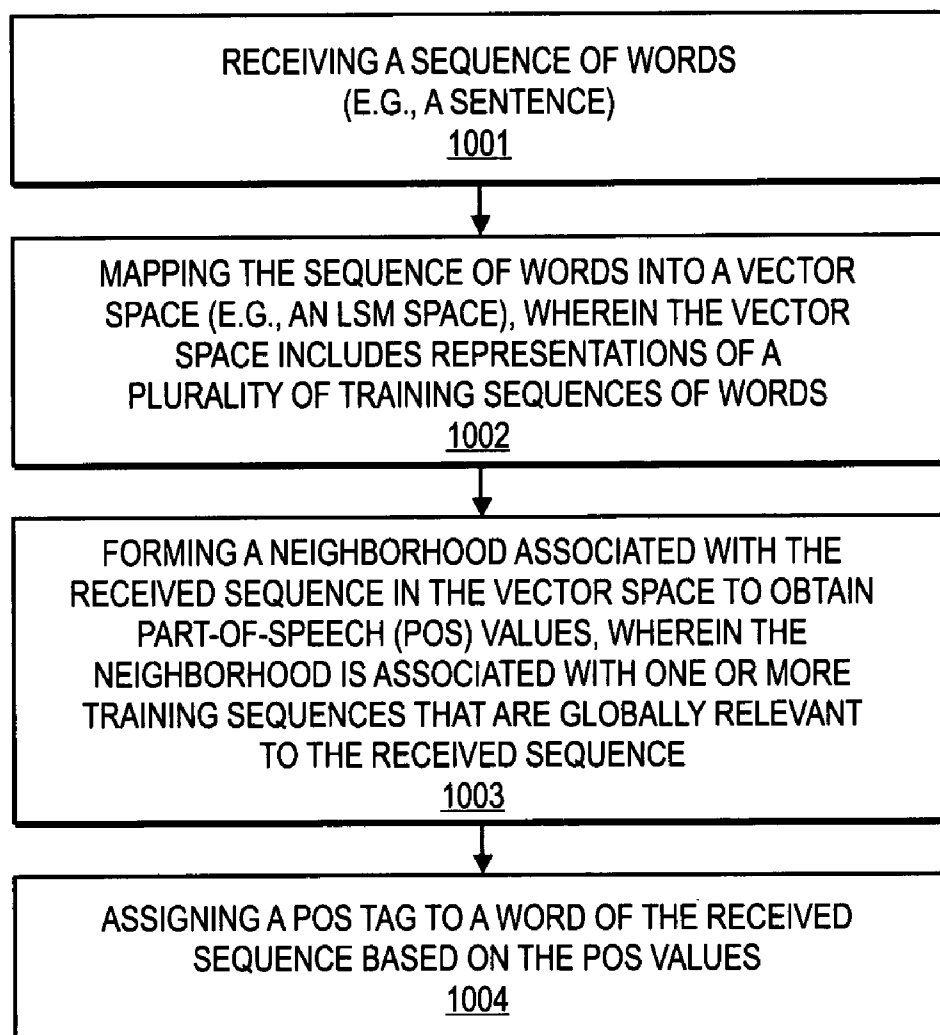 RECEIVING A SEQUENCE OF WORDS
(E.G., A SENTENCE)
1001
MAPPING THE SEQUENCE OF WORDS INTO A VECTOR
SPACE (E.G., AN LSM SPACE), WHEREIN THE VECTOR
SPACE INCLUDES REPRESENTATIONS OF A
PLURALITY OF TRAINING SEQUENCES OF WORDS
1002
FORMING A NEIGHBORHOOD ASSOCIATED WITH THE
RECEIVED SEQUENCE IN THE VECTOR SPACE TO OBTAIN
PART-OF-SPEECH (POS) VALUES, WHEREIN THE
NEIGHBORHOOD IS ASSOCIATED WITH ONE OR MORE
TRAINING SEQUENCES THAT ARE GLOBALLY RELEVANT
TO THE RECEIVED SEQUENCE
1003
ASSIGNING A POS TAG TO A WORD OF THE RECEIVED
SEQUENCE BASED ON THE POS VALUES
1004